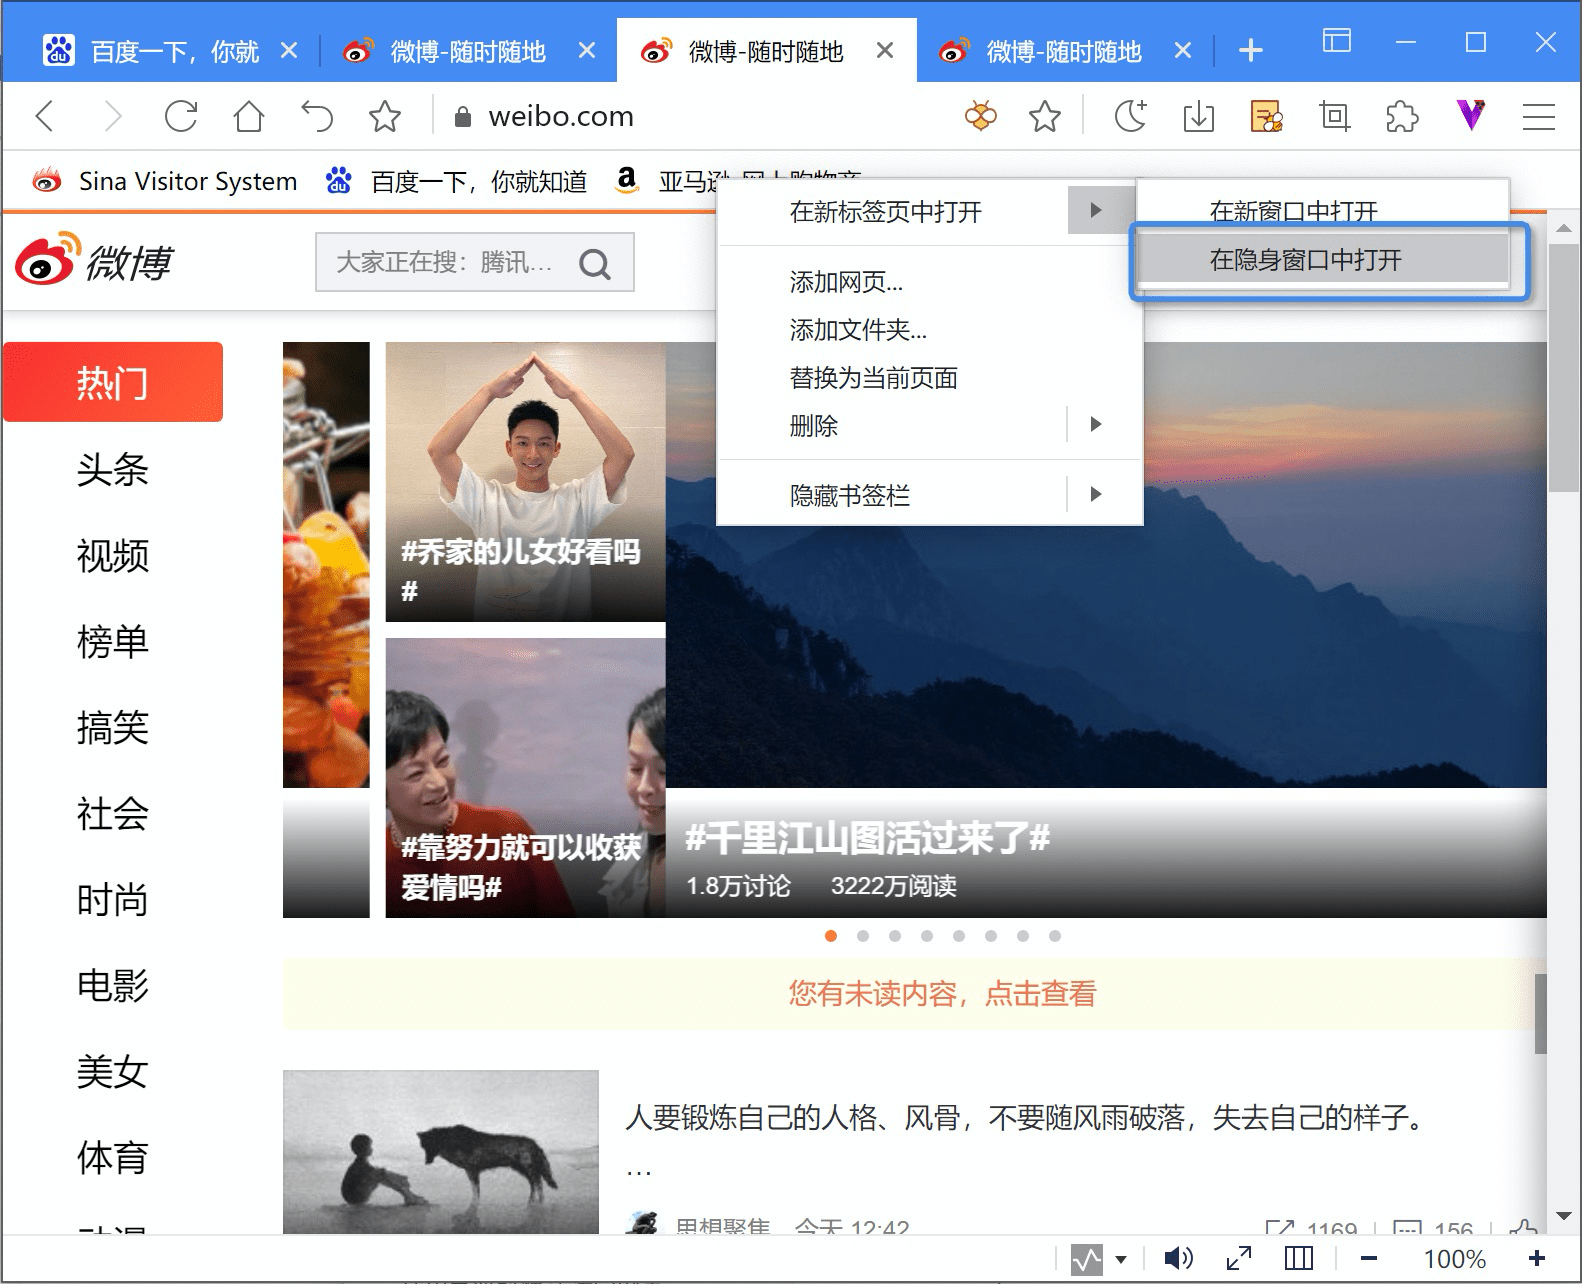 百度一下，你就
微博-随时随地
微博-随时随地
微博-随时随地
weibo.com
Sina Visitor System
百度一下，你就知道
亚马逊
在新标签页中打开
在新窗口中打开
在隐身窗口中打开
添加网页...
添加文件夹...
替换为当前页面
删除
隐藏书签栏
微博
大家正在搜：腾讯...
热门
头条
视频
榜单
搞笑
社会
时尚
电影
美女
体育
#乔家的儿女好看吗
#
#靠努力就可以收获
爱情吗#
#千里江山图活过来了#
1.8万讨论 3222万阅读
您有未读内容，点击查看
人要锻炼自己的人格、风骨，不要随风雨破落，失去自己的样子。
...
思想聚焦 今天 12:42
1169 156
100%